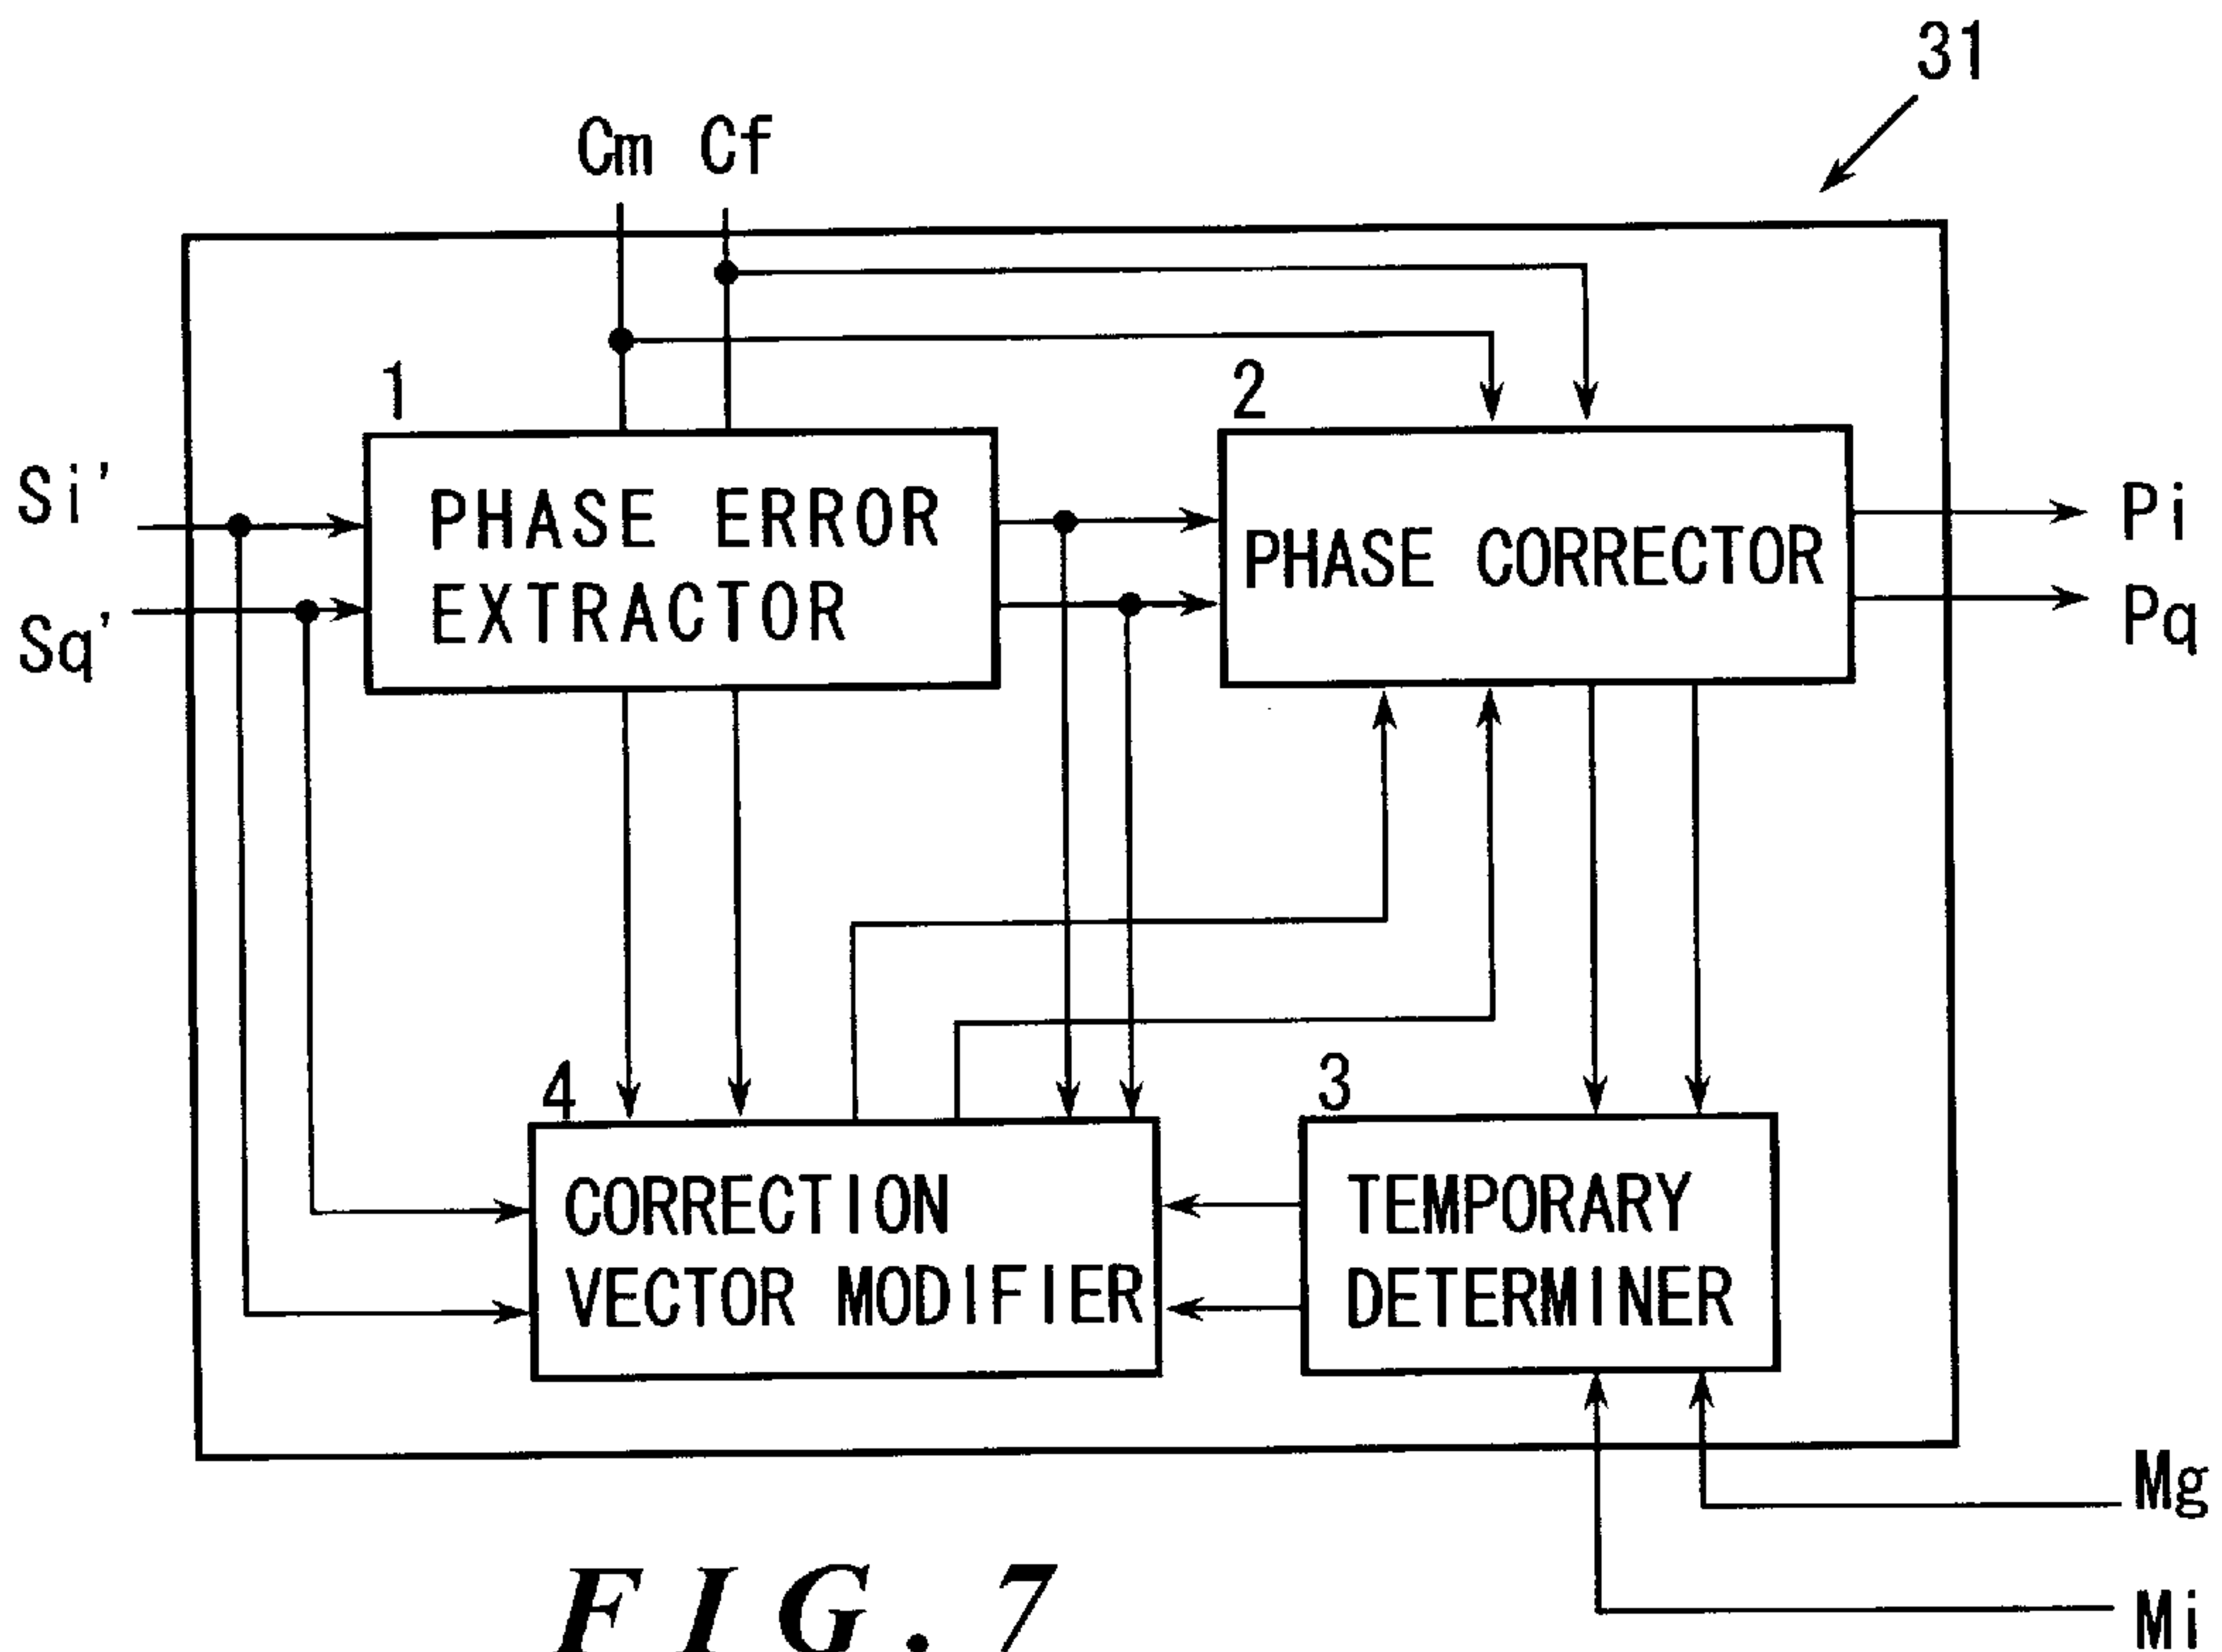 31
Cm Cf
1
2
Si'
Sq'
PHASE ERROR
EXTRACTOR
PHASE CORRECTOR
Pi
Pq
4
3
CORRECTION
VECTOR MODIFIER
TEMPORARY
DETERMINER
Mg
Mi
FIG. 7